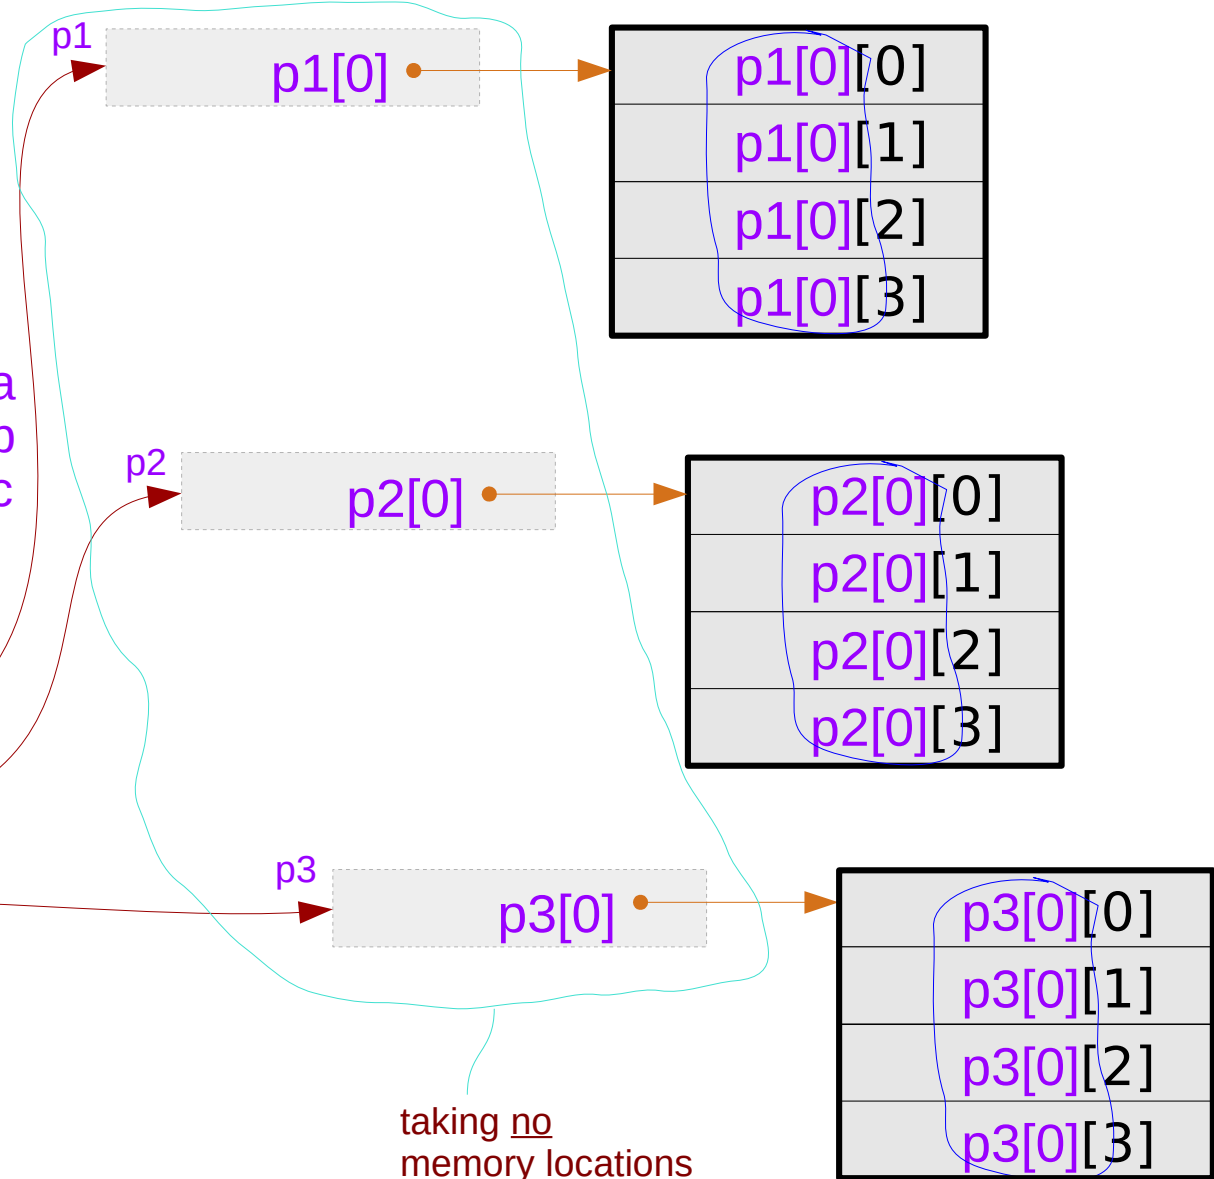 p1
p1[0]
p1[0][0]
p1[0][1]
p1[0][2]
p1[0][3]
a
b
c
p2
p2[0]
p2[0][0]
p2[0][1]
p2[0][2]
p2[0][3]
p3
p3[0]
p3[0][0]
p3[0][1]
p3[0][2]
p3[0][3]
taking no
memory locations